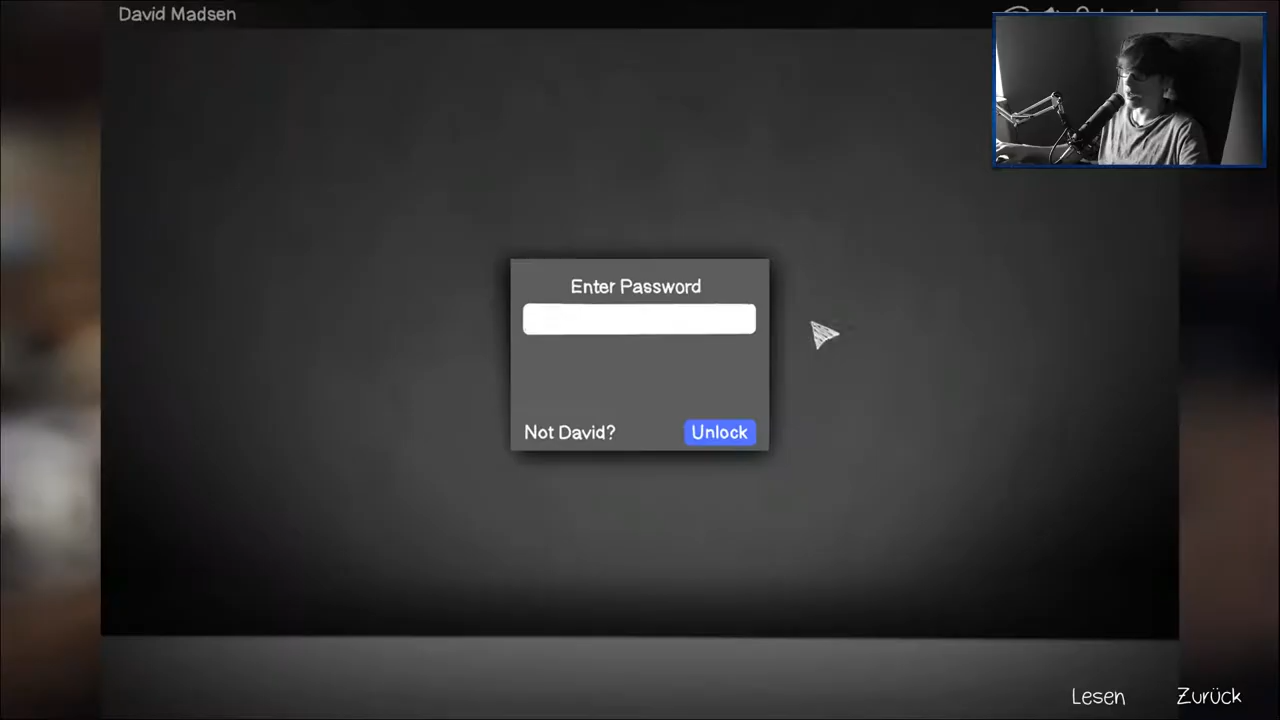 David Madsen
Enter Password
Not David?
Unlock
Lesen
Zurück